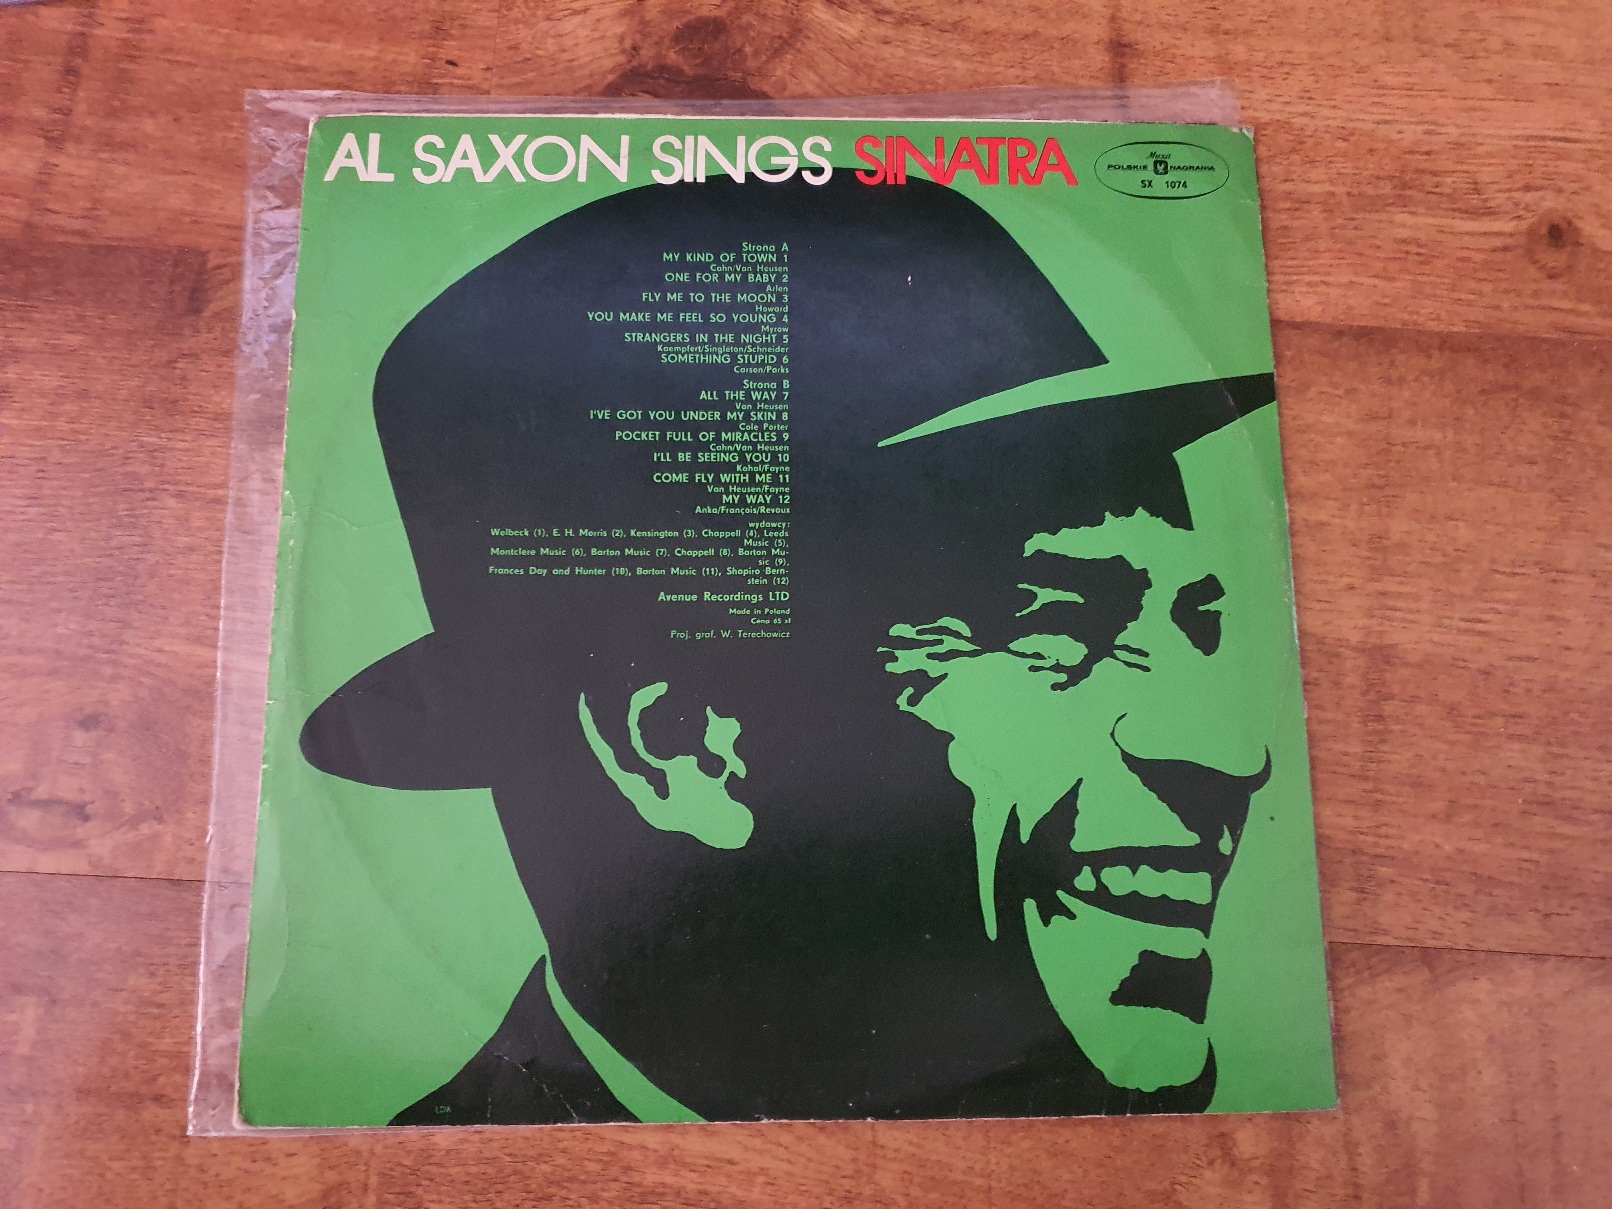 AL SAXON SINGS SINATRA
Muza
POLSKIE NAGRANIA
SX 1074
Strona A
MY KIND OF TOWN 1
Cahn/Van Heusen
ONE FOR MY BABY 2
Arlen
FLY ME TO THE MOON 3
Howard
YOU MAKE ME FEEL SO YOUNG 4
Myrow
STRANGERS IN THE NIGHT 5
Kaempfert/Singleton/Schneider
SOMETHING STUPID 6
Carson/Parks
Strona B
ALL THE WAY 7
Van Heusen
I'VE GOT YOU UNDER MY SKIN 8
Cole Porter
POCKET FULL OF MIRACLES 9
Cahn/Van Heusen
I'LL BE SEEING YOU 10
Kahal/Fayne
COME FLY WITH ME 11
Van Heusen/Fayne
MY WAY 12
Anka/François/Revaux
wydawcy:
Welbeck (1), E. H. Morris (2), Kensington (3), Chappell (4), Leeds
Music (5),
Montclere Music (6), Barton Music (7), Chappell (8), Barton Mu-
sic (9),
Frances Day and Hunter (10), Barton Music (11), Shapiro Bern-
stein (12)
Avenue Recordings LTD
Made in Poland
Cena 65 zł
Proj. graf. W. Terechowicz
LDA